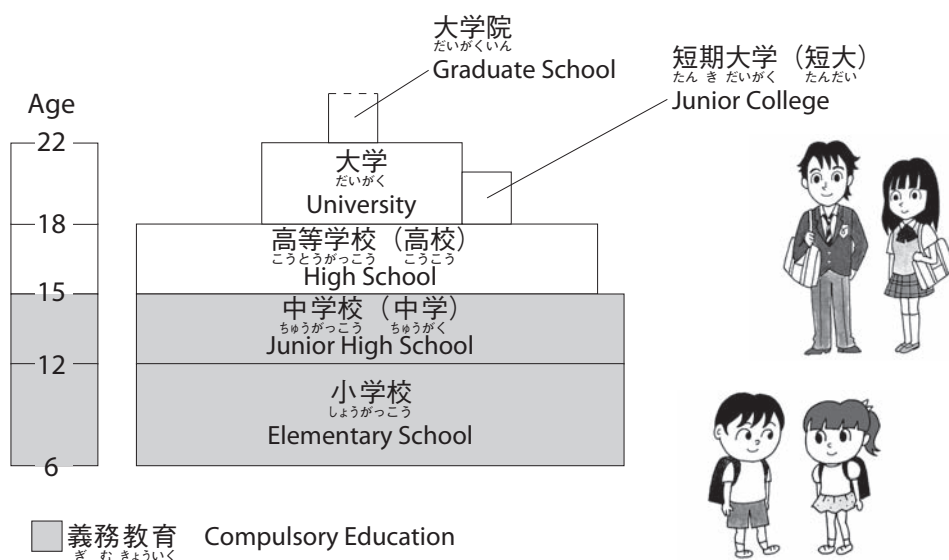 大学院
だいがくいん
Graduate School
短期大学（短大）
たん き だいがく たんだい
Junior College
Age
22
大学
だいがく
University
18
高等学校（高校）
こうとうがっこう こうこう
High School
15
中学校（中学）
ちゅうがっこう ちゅうがく
Junior High School
12
小学校
しょうがっこう
Elementary School
6
義務教育 Compulsory Education
ぎ む きょういく